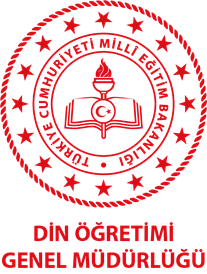 TÜRKİYE CUMHURİYETİ MİLLÎ EĞİTİM BAKANLIĞI
DİN ÖĞRETİMİ
GENEL MÜDÜRLÜĞÜ